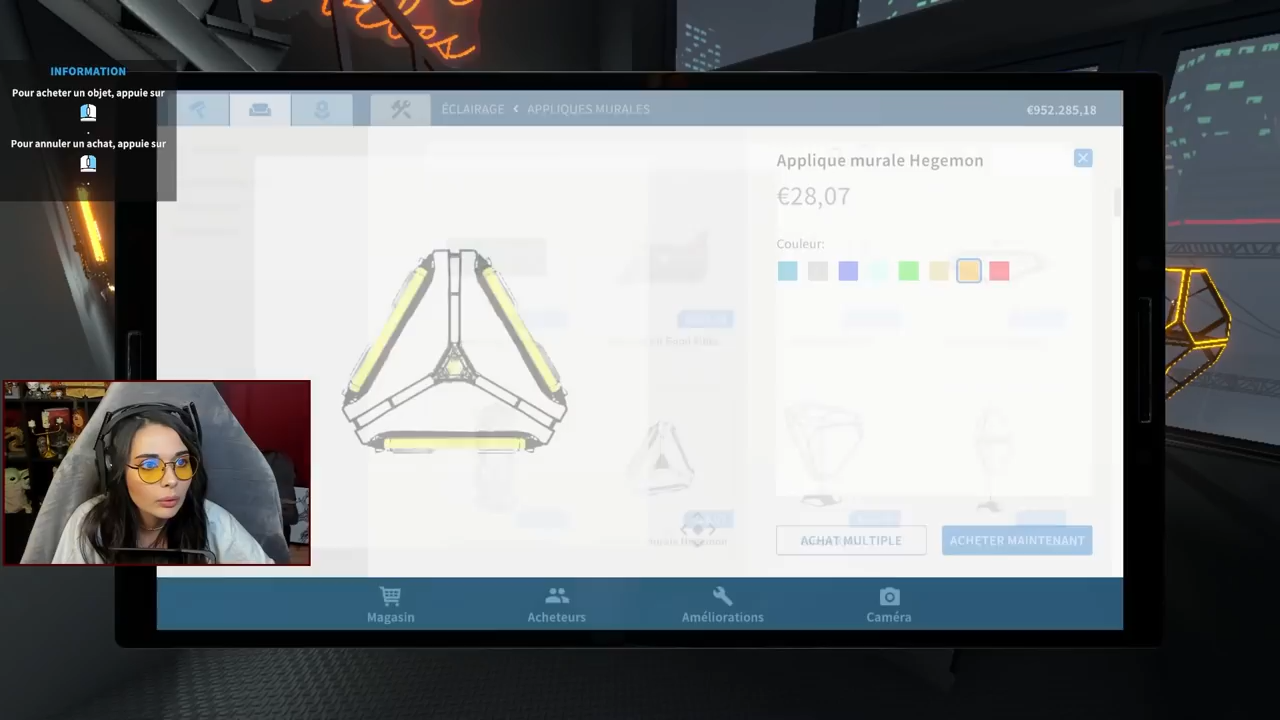 INFORMATION
Pour acheter un objet, appuie sur
.
Pour annuler un achat, appuie sur
.
ÉCLAIRAGE < APPLIQUES MURALES
€952.285,18
Applique murale Hegemon
€28,07
Couleur:
Hegemon
ACHAT MULTIPLE
ACHETER MAINTENANT
Magasin
Acheteurs
Améliorations
Caméra